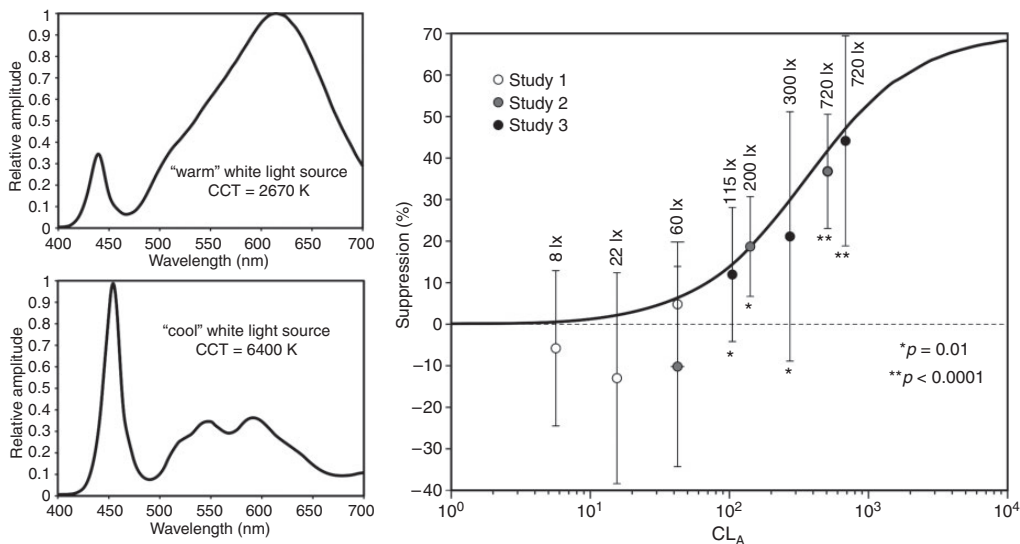 1
0.9
0.8
0.7
0.6
0.5
0.4
0.3
0.2
0.1
0
Relative amplitude
"warm" white light source
CCT = 2670 K
400 450 500 550 600 650 700
Wavelength (nm)
1
0.9
0.8
0.7
0.6
0.5
0.4
0.3
0.2
0.1
0
Relative amplitude
"cool" white light source
CCT = 6400 K
400 450 500 550 600 650 700
Wavelength (nm)
70
60
50
40
30
20
10
0
−10
−20
−30
−40
Suppression (%)
Study 1
Study 2
Study 3
8 lx
22 lx
60 lx
115 lx
200 lx
300 lx
720 lx
720 lx
*
*
*
**
**
*p = 0.01
**p < 0.0001
10⁰ 10¹ 10² 10³ 10⁴
CL_A